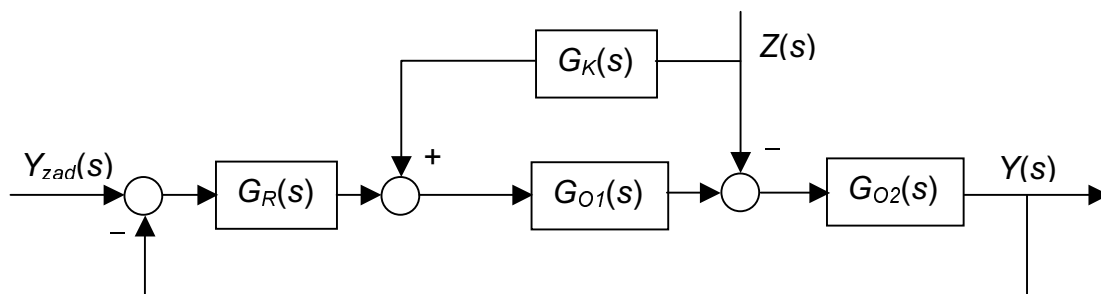 G_K(s)
Z(s)
Y_zad(s)
+
−
G_R(s)
G_O1(s)
G_O2(s)
Y(s)
−